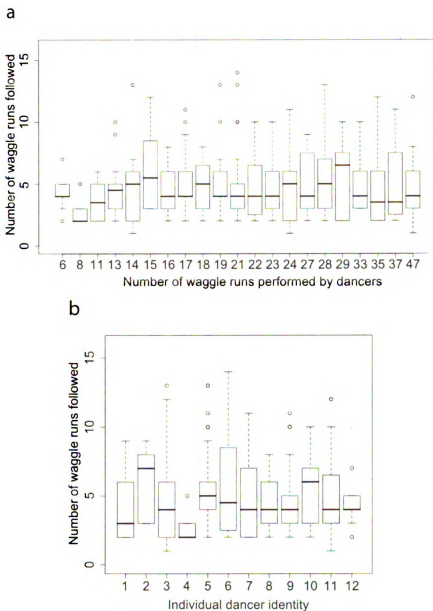 a
Number of waggle runs followed
15
10
5
0
6 8 11 13 14 15 16 17 18 19 21 22 23 24 27 28 29 33 35 37 47
Number of waggle runs performed by dancers
b
Number of waggle runs followed
15
10
5
0
1 2 3 4 5 6 7 8 9 10 11 12
Individual dancer identity